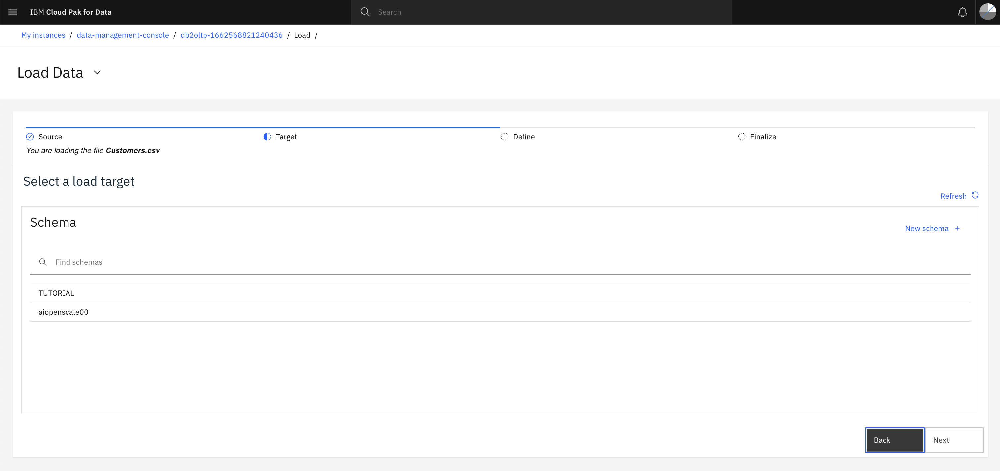 IBM Cloud Pak for Data
Search
My instances / data-management-console / db2oltp-1662568821240436 / Load /
Load Data
Source
Target
Define
Finalize
You are loading the file Customers.csv
Select a load target
Refresh
Schema
New schema +
Find schemas
TUTORIAL
aiopenscale00
Back
Next